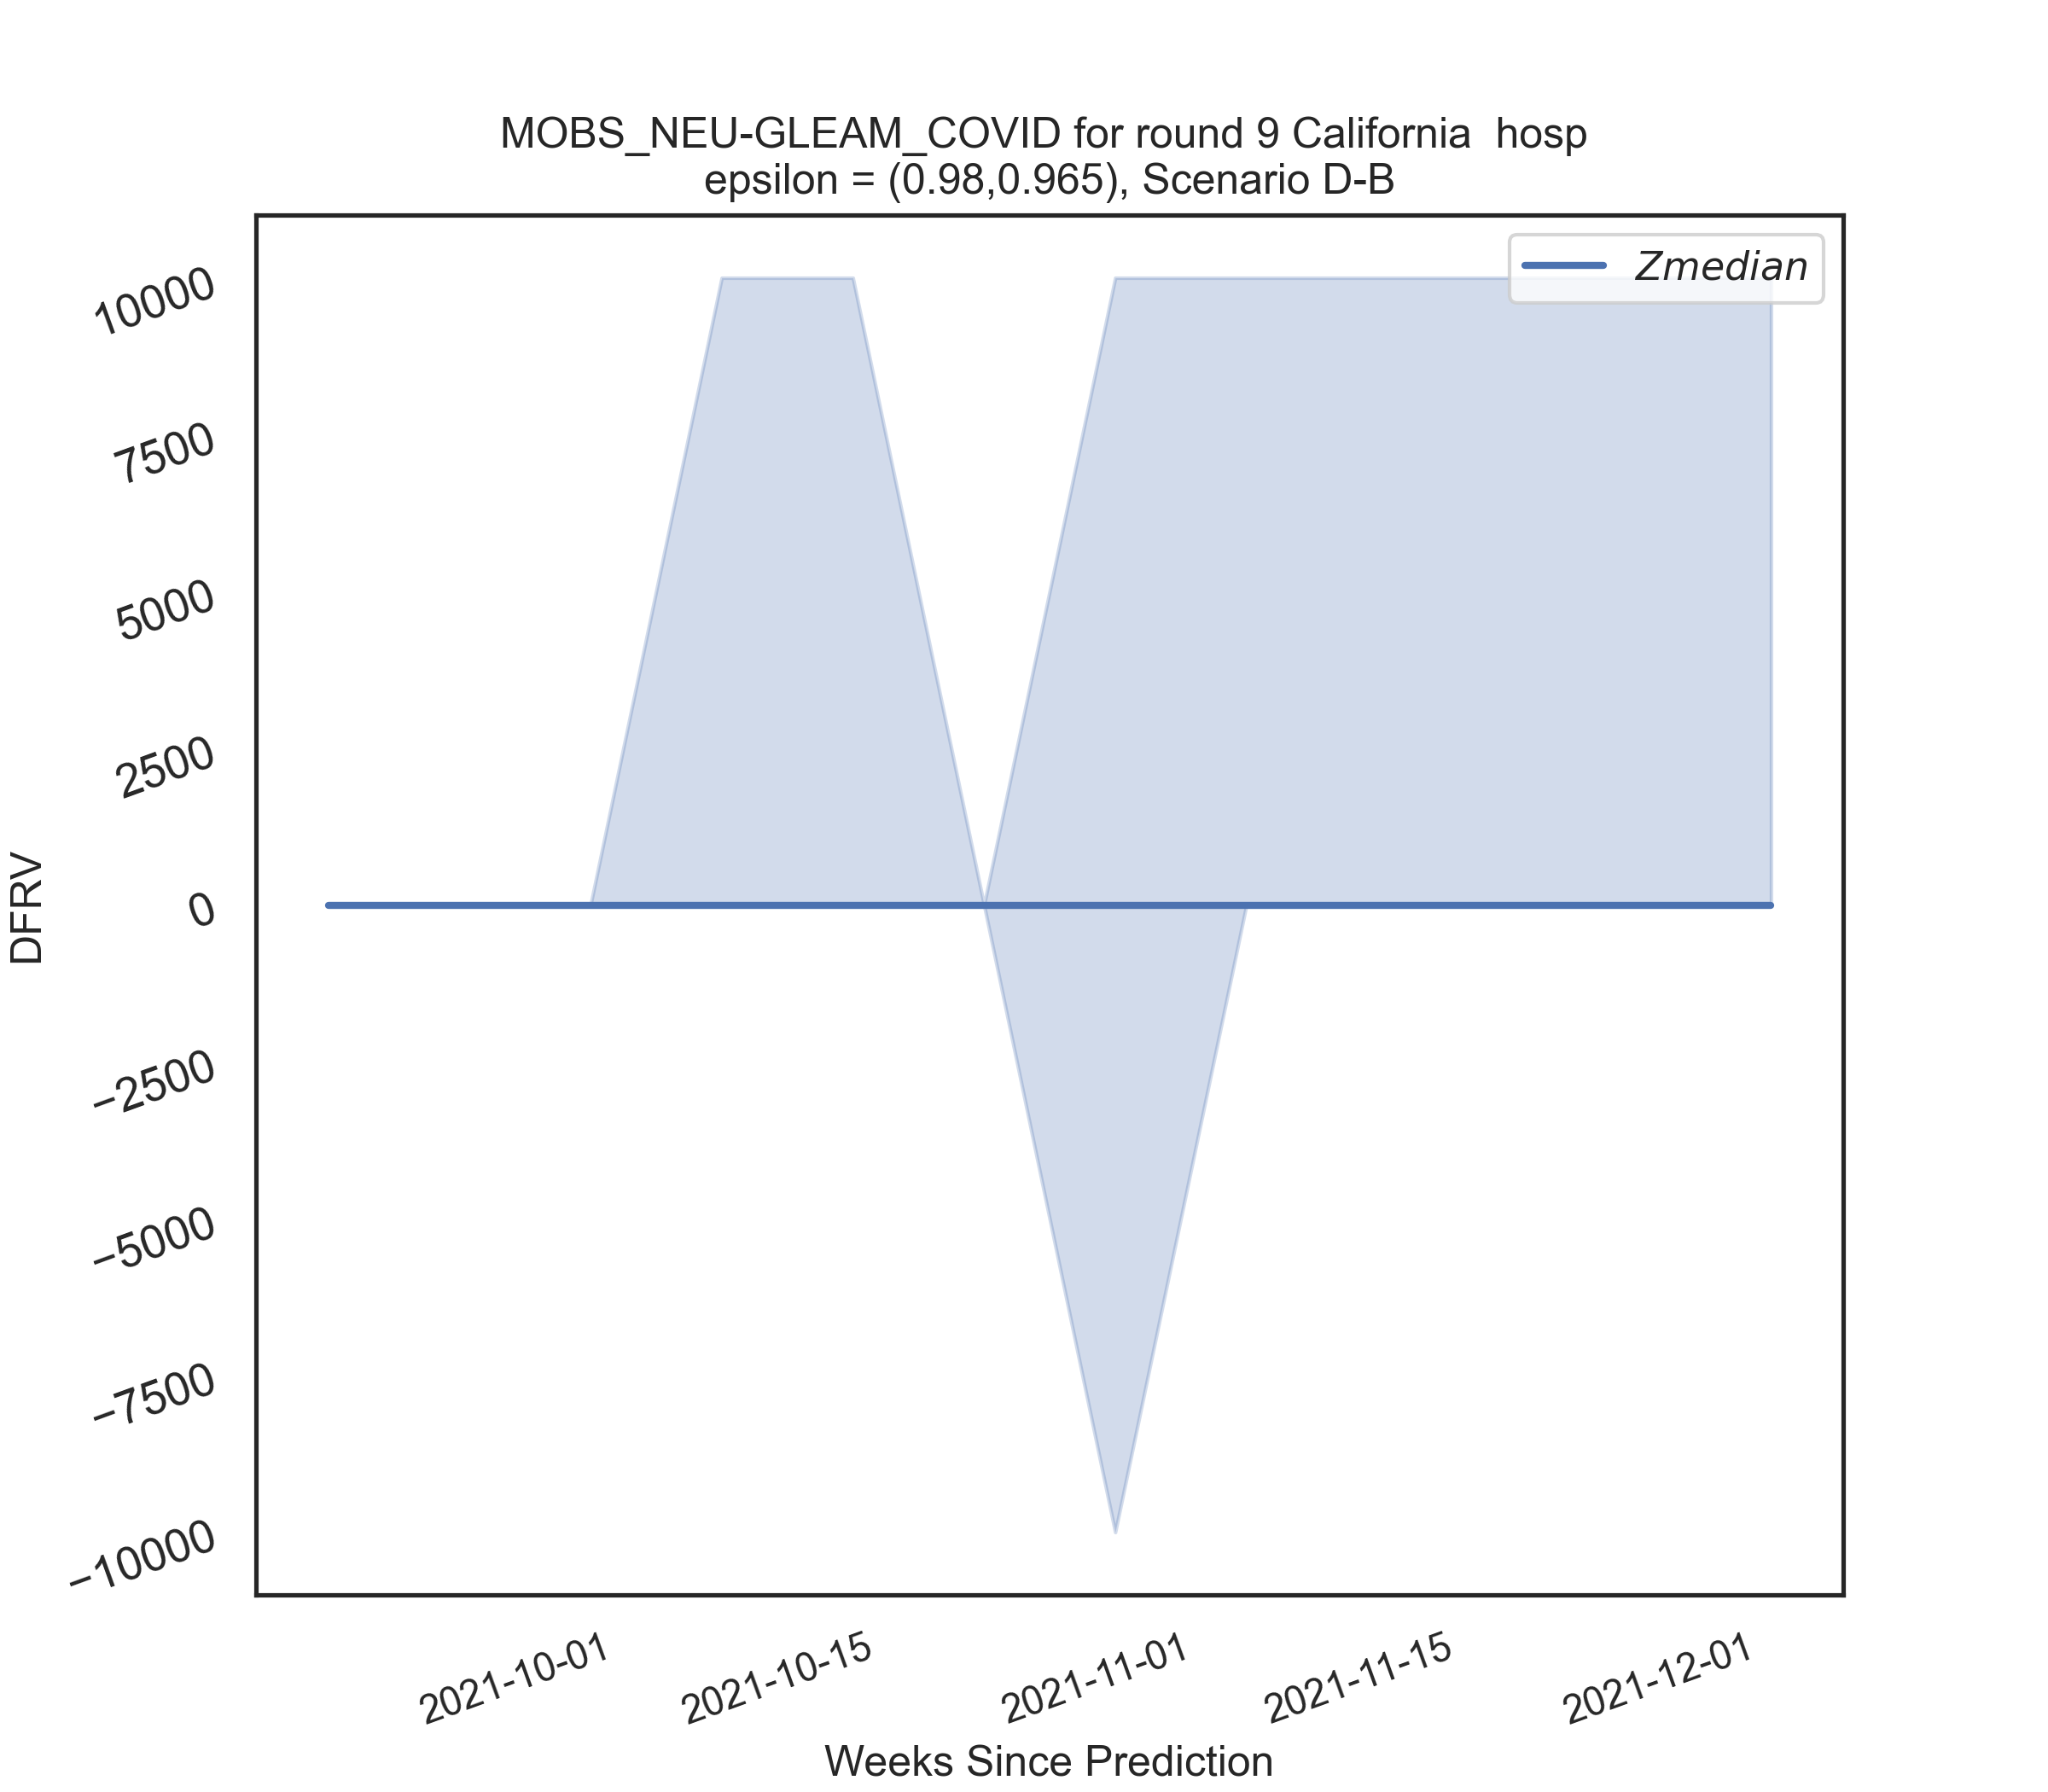 MOBS_NEU-GLEAM_COVID for round 9 California  hosp
epsilon = (0.98,0.965), Scenario D-B
Zmedian
10000
7500
5000
2500
0
−2500
−5000
−7500
−10000
DFRV
2021-10-01
2021-10-15
2021-11-01
2021-11-15
2021-12-01
Weeks Since Prediction